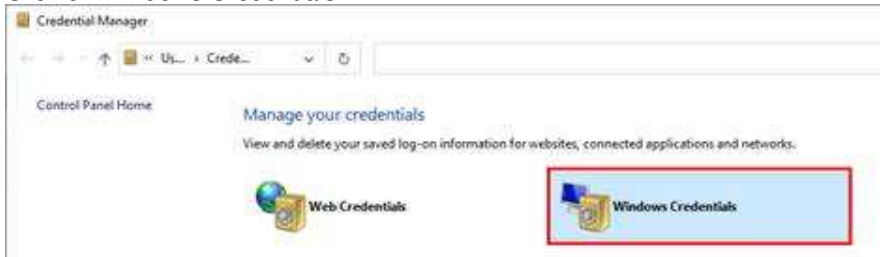 Credential Manager
« Us... › Crede...
Control Panel Home
Manage your credentials
View and delete your saved log-on information for websites, connected applications and networks.
Web Credentials
Windows Credentials